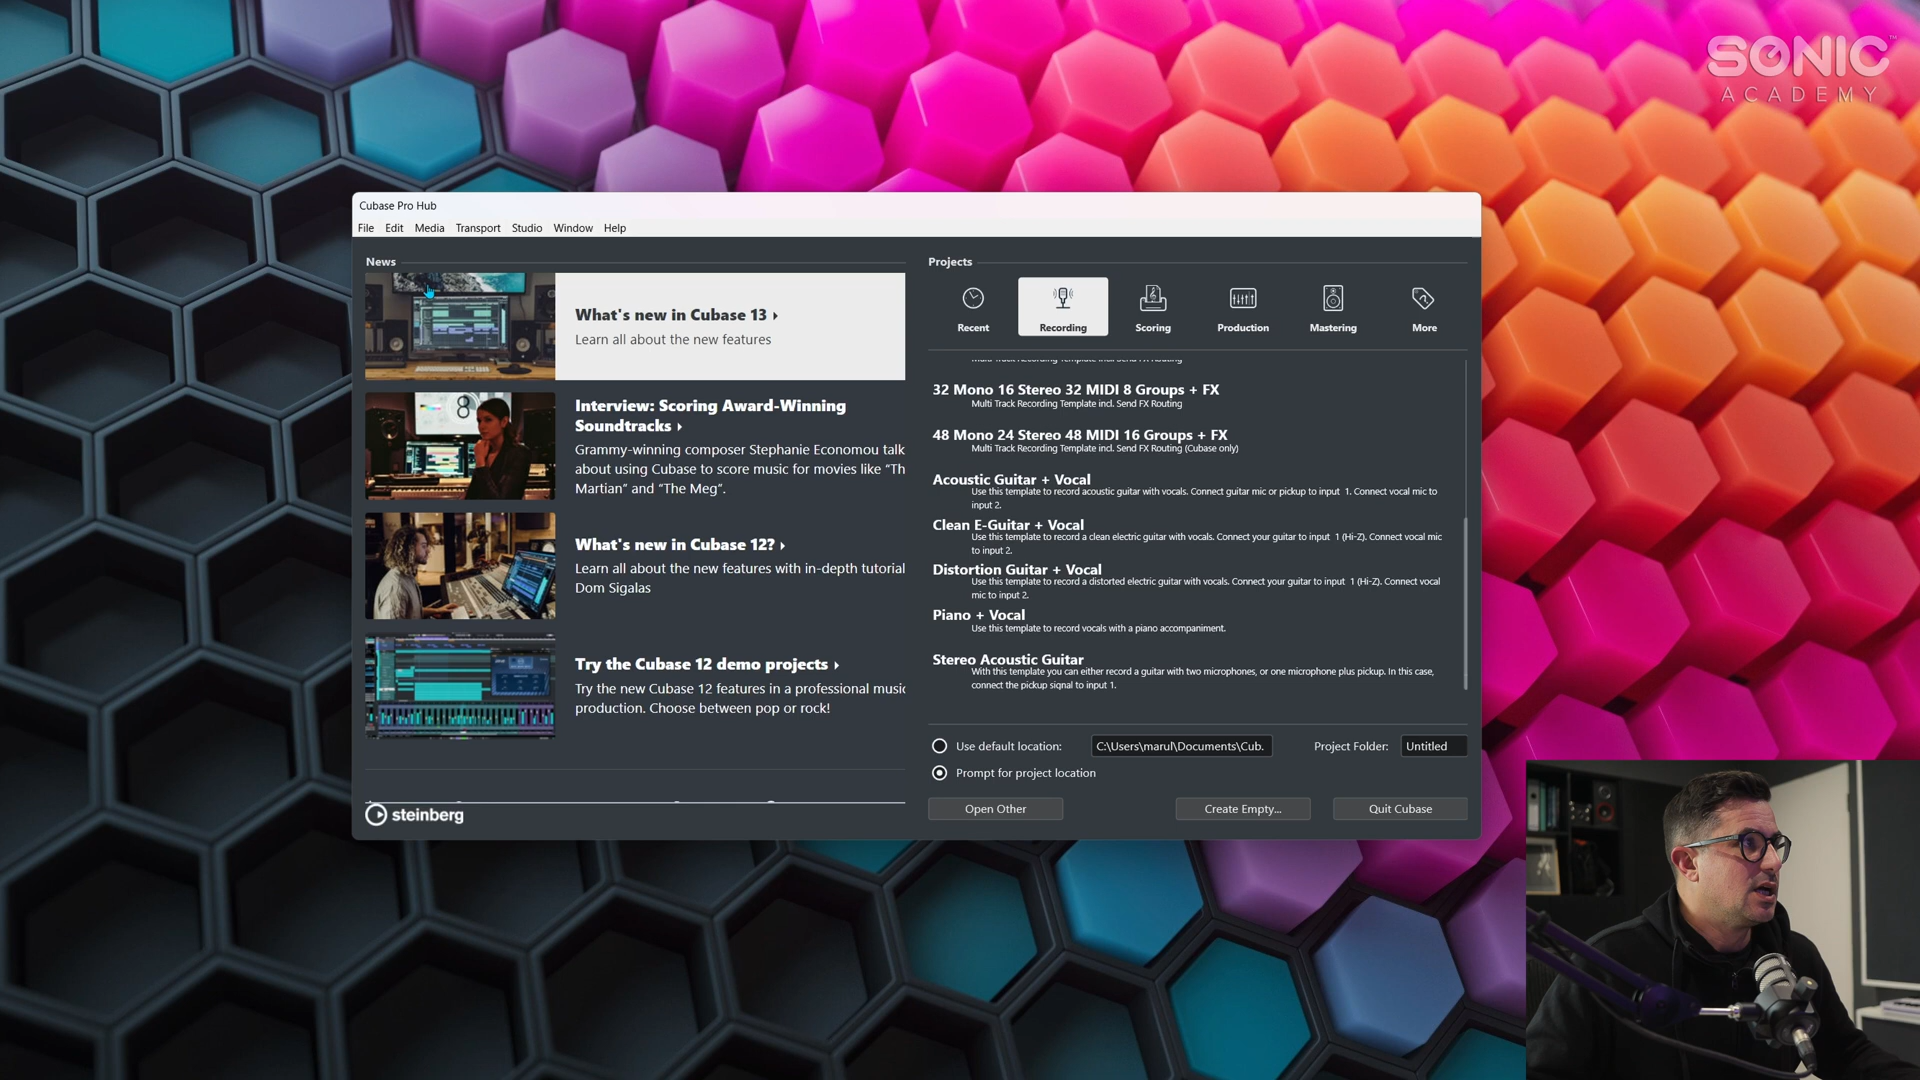 SONIC
ACADEMY
Cubase Pro Hub
File Edit Media Transport Studio Window Help
News
What's new in Cubase 13
Learn all about the new features
Interview: Scoring Award-Winning
Soundtracks
Grammy-winning composer Stephanie Economou talk
about using Cubase to score music for movies like “Th
Martian” and “The Meg”.
What's new in Cubase 12?
Learn all about the new features with in-depth tutorial
Dom Sigalas
Try the Cubase 12 demo projects
Try the new Cubase 12 features in a professional music
production. Choose between pop or rock!
steinberg
Projects
Recent Recording Scoring Production Mastering More
Multi Track Recording Template incl. Send FX Routing
32 Mono 16 Stereo 32 MIDI 8 Groups + FX
Multi Track Recording Template incl. Send FX Routing
48 Mono 24 Stereo 48 MIDI 16 Groups + FX
Multi Track Recording Template incl. Send FX Routing (Cubase only)
Acoustic Guitar + Vocal
Use this template to record acoustic guitar with vocals. Connect guitar mic or pickup to input 1. Connect vocal mic to
input 2.
Clean E-Guitar + Vocal
Use this template to record a clean electric guitar with vocals. Connect your guitar to input 1 (Hi-Z). Connect vocal mic
to input 2.
Distortion Guitar + Vocal
Use this template to record a distorted electric guitar with vocals. Connect your guitar to input 1 (Hi-Z). Connect vocal
mic to input 2.
Piano + Vocal
Use this template to record vocals with a piano accompaniment.
Stereo Acoustic Guitar
With this template you can either record a guitar with two microphones, or one microphone plus pickup. In this case,
connect the pickup signal to input 1.
Use default location: C:\Users\marul\Documents\Cub. Project Folder: Untitled
Prompt for project location
Open Other Create Empty... Quit Cubase